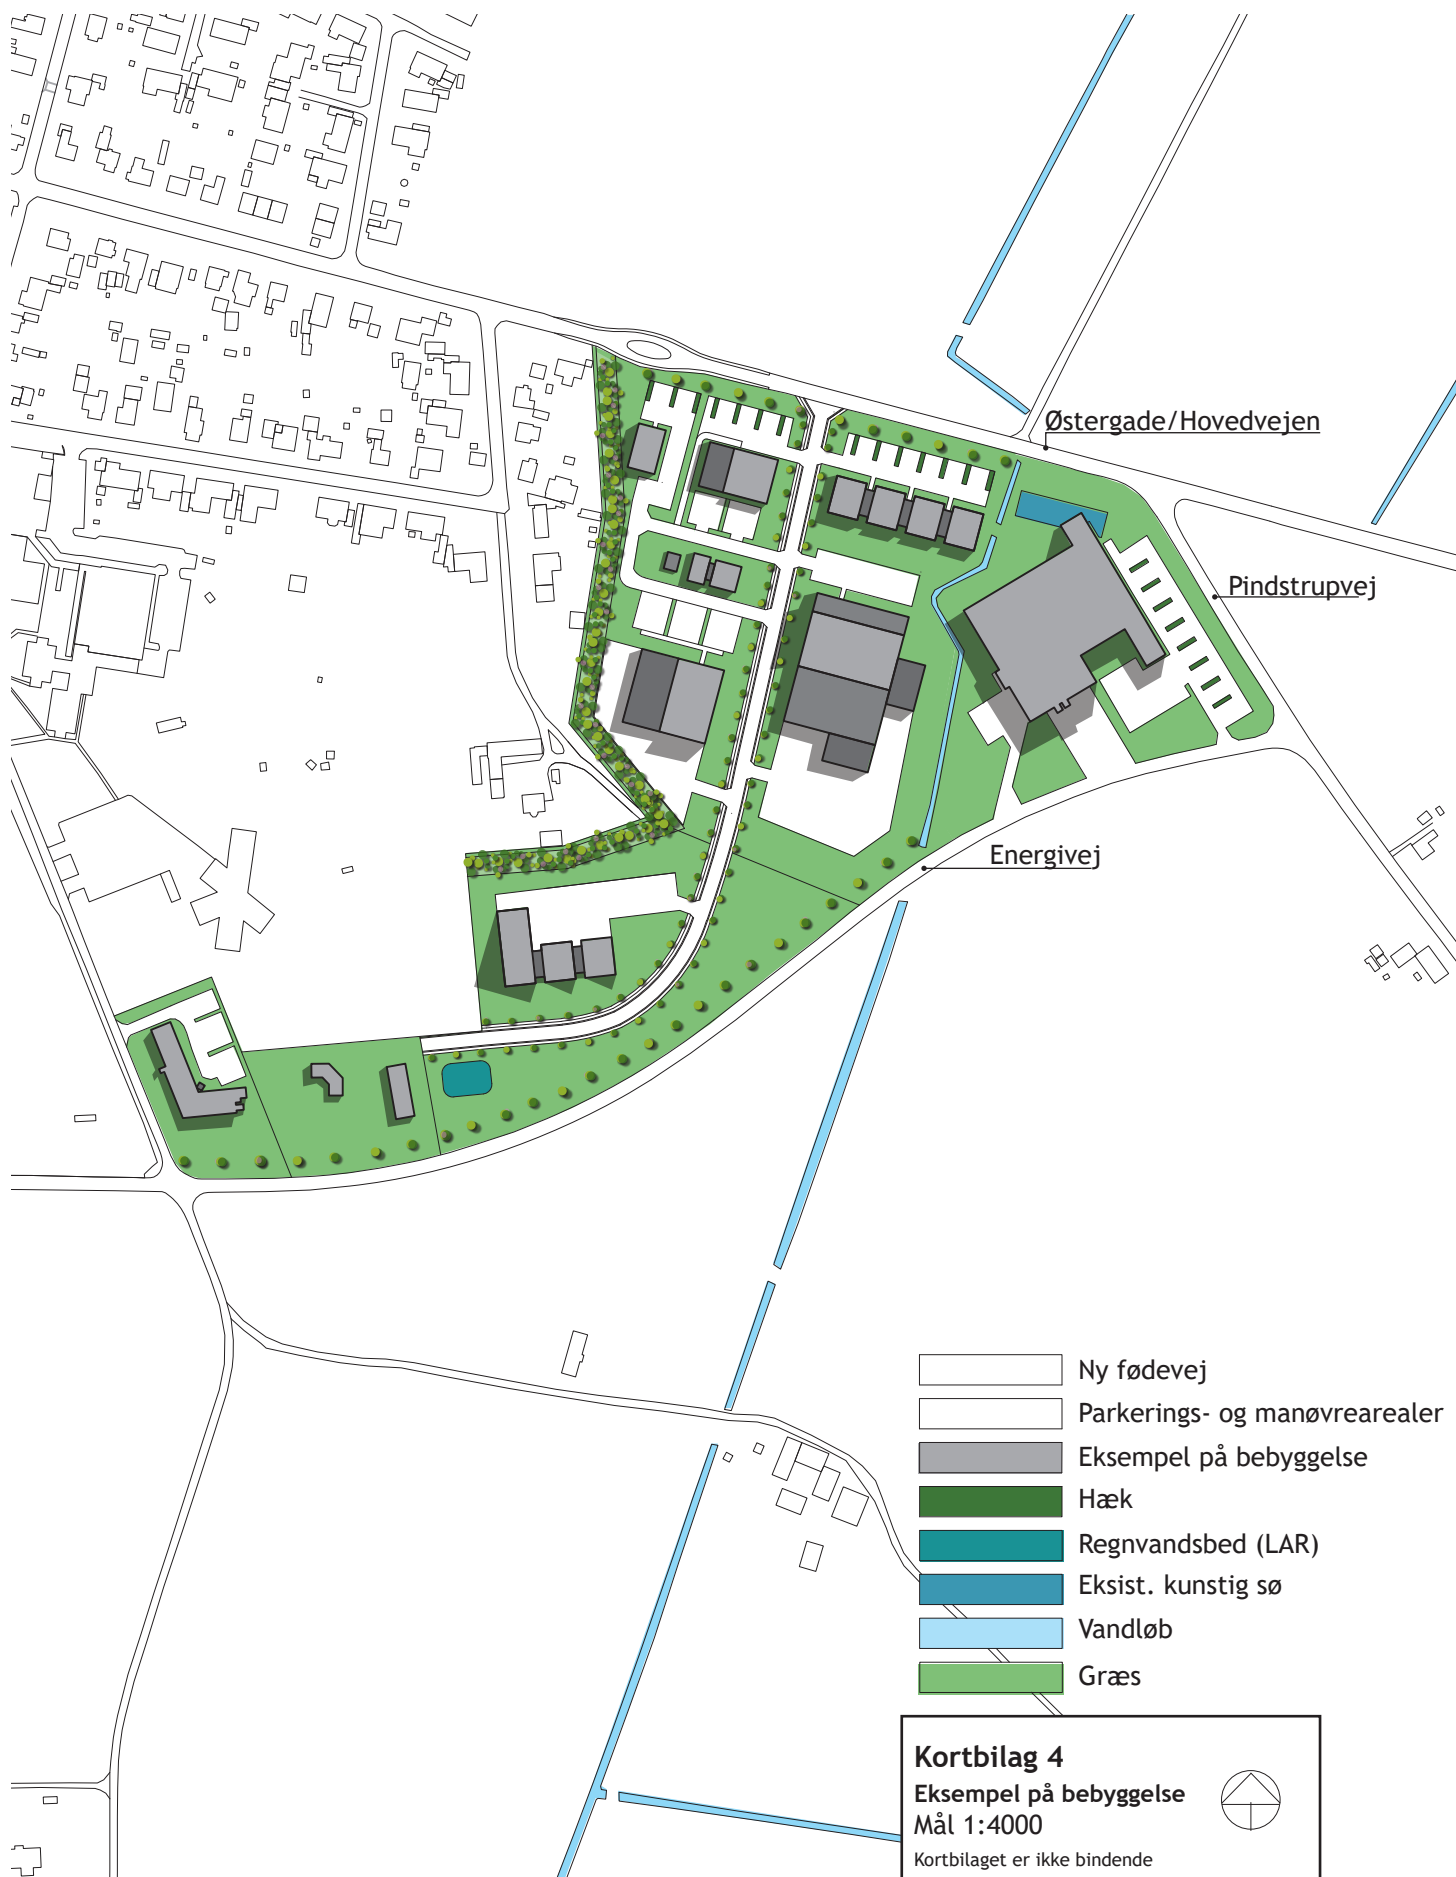 Østergade/Hovedvejen
Pindstrupvej
Energivej
Ny fødevej
Parkerings- og manøvrearealer
Eksempel på bebyggelse
Hæk
Regnvandsbed (LAR)
Eksist. kunstig sø
Vandløb
Græs
Kortbilag 4
Eksempel på bebyggelse
Mål 1:4000
Kortbilaget er ikke bindende